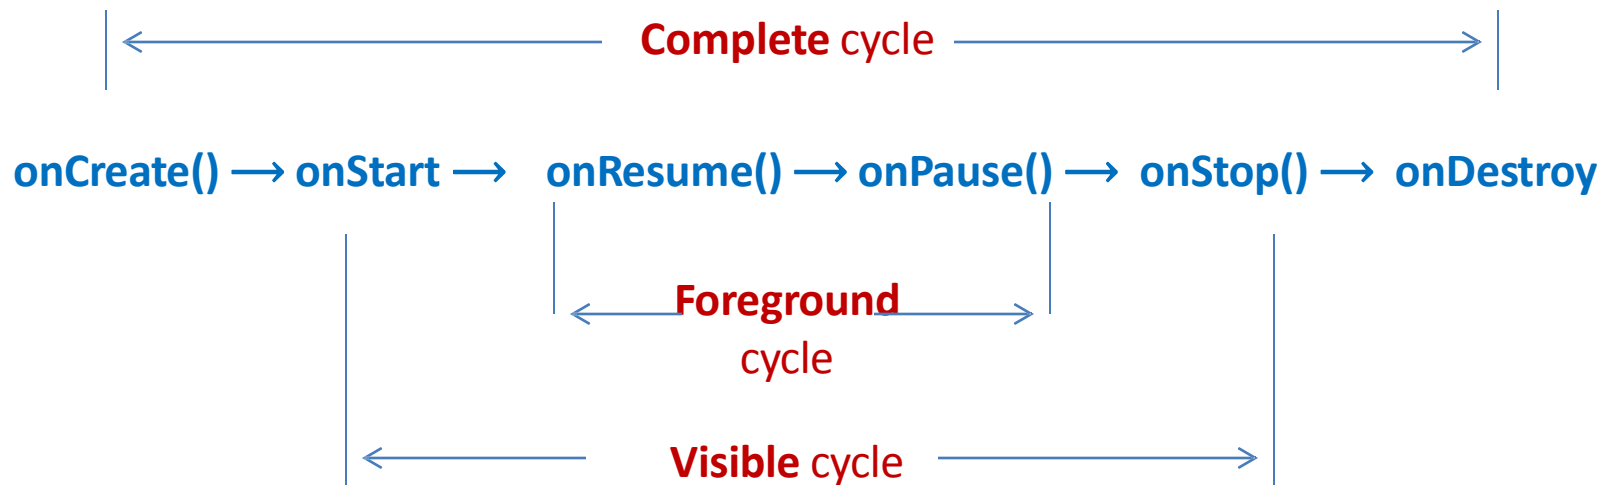 Complete cycle
onCreate() → onStart → onResume() → onPause() → onStop() → onDestroy
Foreground
cycle
Visible cycle